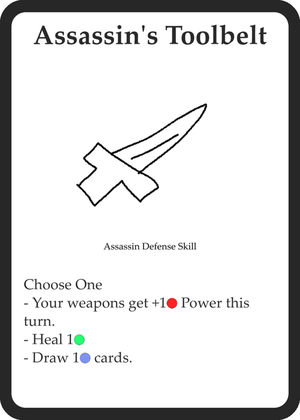 Assassin's Toolbelt
Assassin Defense Skill
Choose One
- Your weapons get +1 Power this
turn.
- Heal 1
- Draw 1 cards.